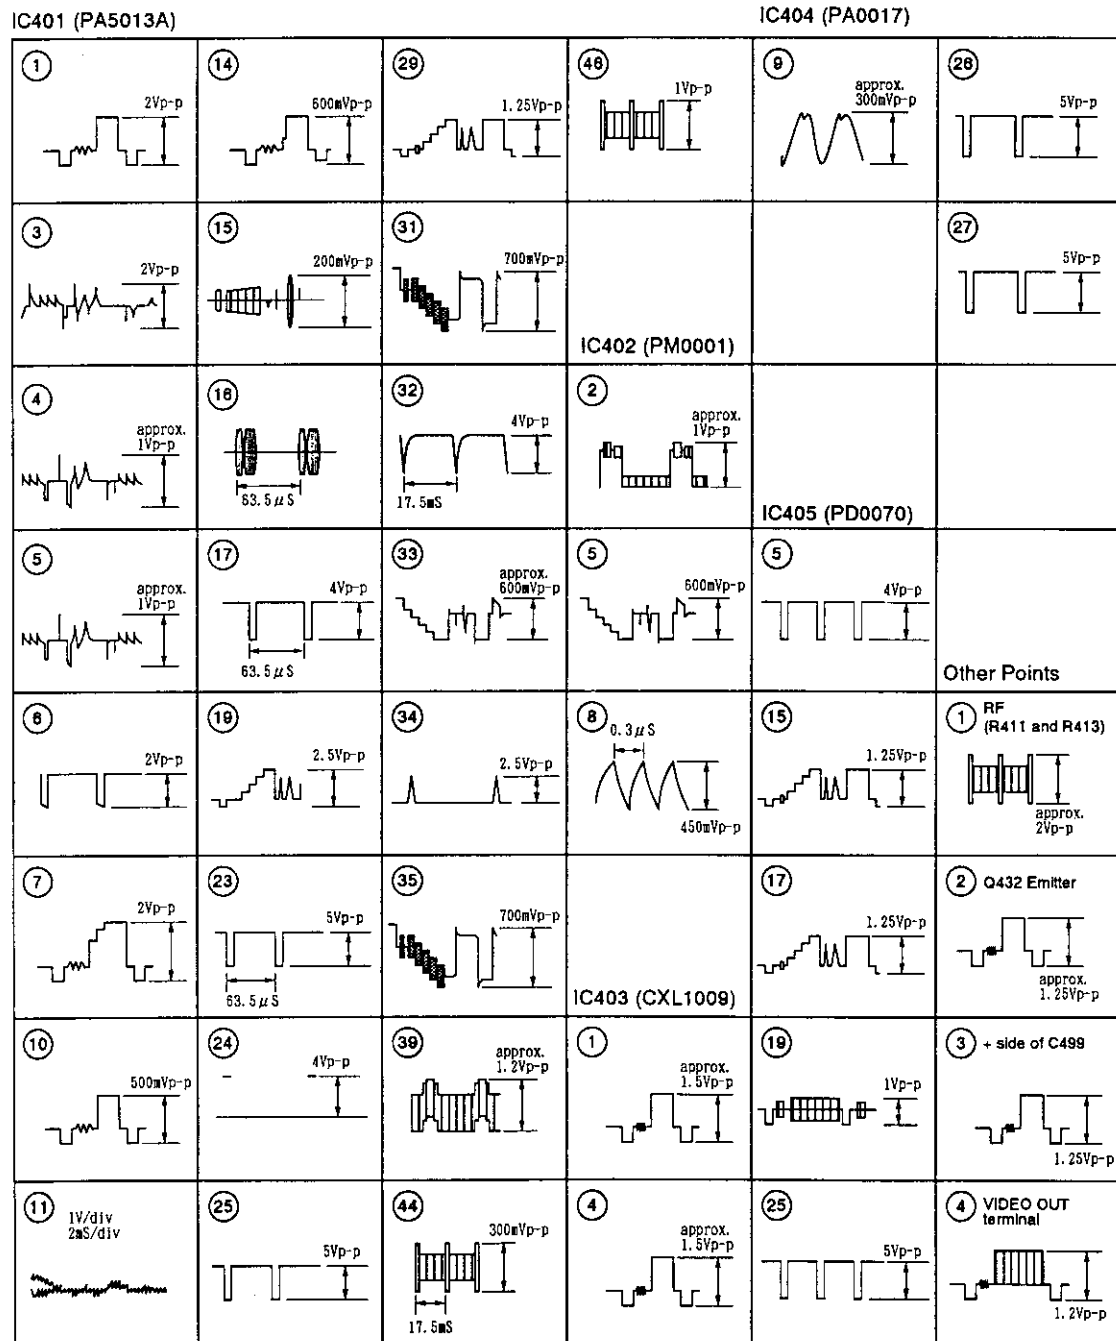 IC401 (PA5013A)
IC404 (PA0017)
1
2Vp-p
14
600mVp-p
29
1.25Vp-p
46
1Vp-p
9
approx.
300mVp-p
26
5Vp-p
3
2Vp-p
15
200mVp-p
31
700mVp-p
IC402 (PM0001)
27
5Vp-p
4
approx.
1Vp-p
16
63.5μS
32
4Vp-p
17.5mS
2
approx.
1Vp-p
IC405 (PD0070)
5
approx.
1Vp-p
17
4Vp-p
63.5μS
33
approx.
600mVp-p
5
600mVp-p
5
4Vp-p
Other Points
6
2Vp-p
19
2.5Vp-p
34
2.5Vp-p
8
0.3μS
450mVp-p
15
1.25Vp-p
1 RF
(R411 and R413)
approx.
2Vp-p
7
2Vp-p
23
5Vp-p
63.5μS
35
700mVp-p
IC403 (CXL1009)
17
1.25Vp-p
2 Q432 Emitter
approx.
1.25Vp-p
10
500mVp-p
24
4Vp-p
39
approx.
1.2Vp-p
1
approx.
1.5Vp-p
19
1Vp-p
3 + side of C499
1.25Vp-p
11
1V/div
2mS/div
25
5Vp-p
44
300mVp-p
17.5mS
4
approx.
1.5Vp-p
25
5Vp-p
4 VIDEO OUT
terminal
1.2Vp-p